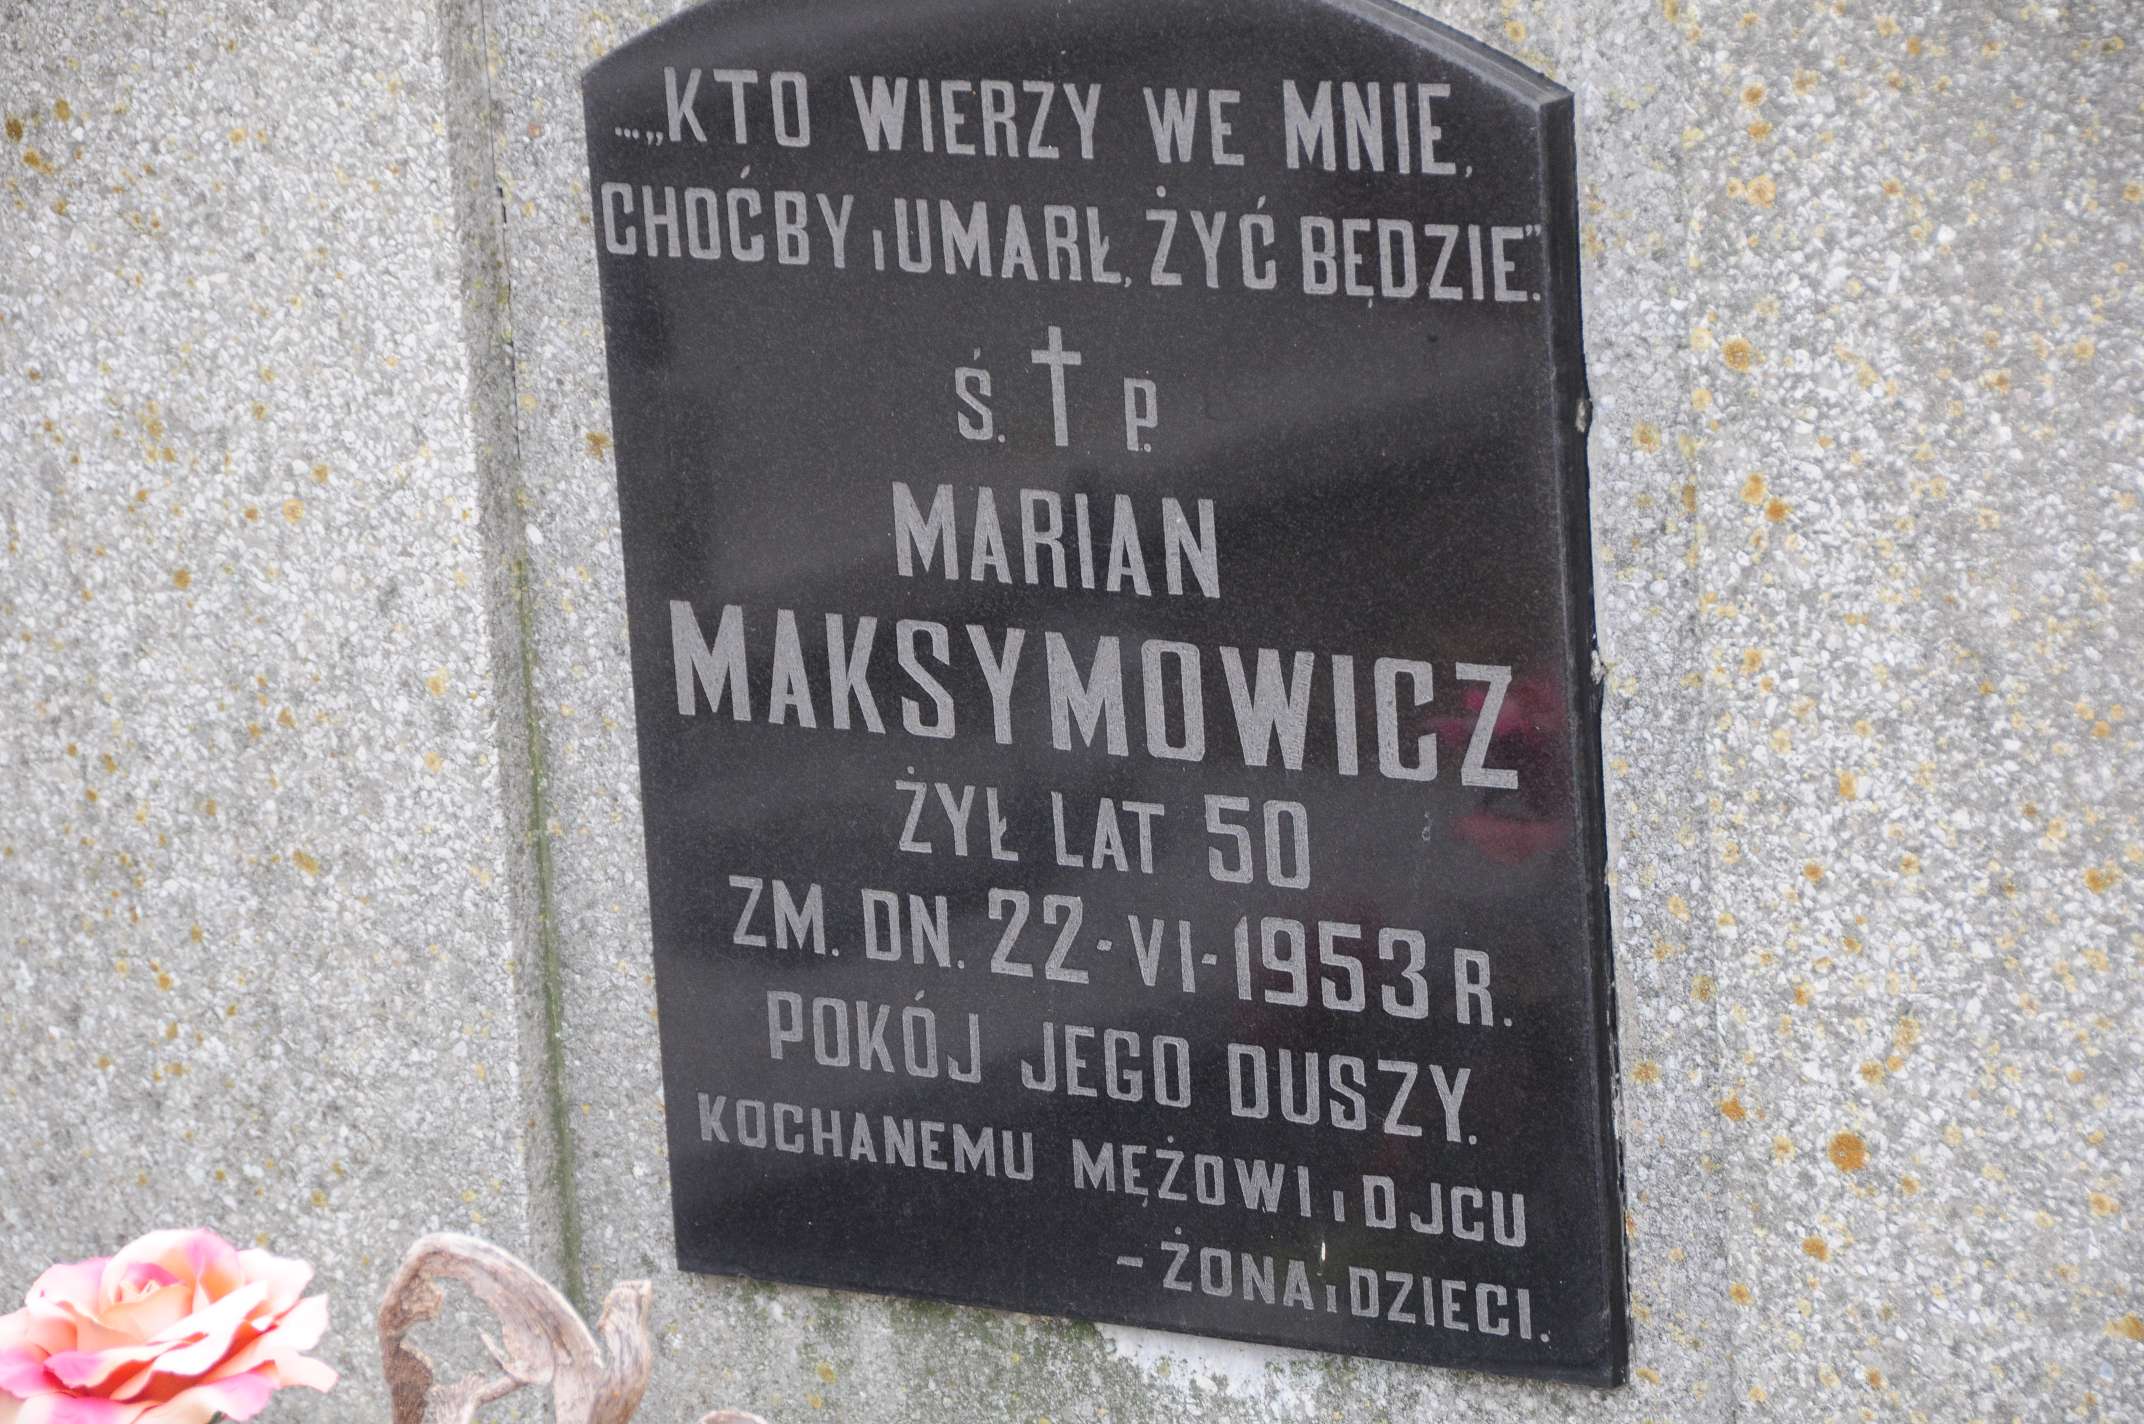 ..."KTO WIERZY WE MNIE,
CHOĆBY I UMARŁ, ŻYĆ BĘDZIE".
Ś. P.
MARIAN
MAKSYMOWICZ
ŻYŁ LAT 50
ZM. DN. 22-VI-1953 R.
POKÓJ JEGO DUSZY.
KOCHANEMU MĘŻOWI I OJCU
- ŻONA I DZIECI.